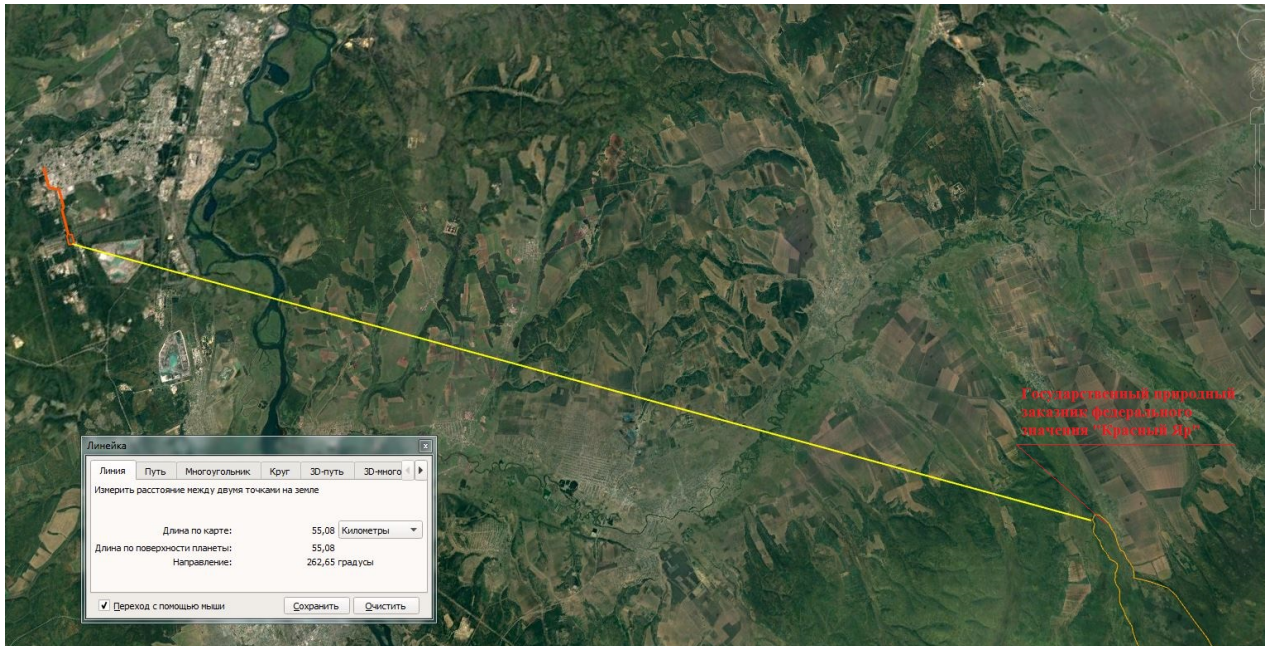 Государственный природный
заказник федерального
значения "Красный Яр"
Линейка
Линия Путь Многоугольник Круг 3D-путь 3D-много
Измерить расстояние между двумя точками на земле
Длина по карте: 55,08 Километры
Длина по поверхности планеты: 55,08
Направление: 262,65 градусы
Переход с помощью мыши Сохранить Очистить